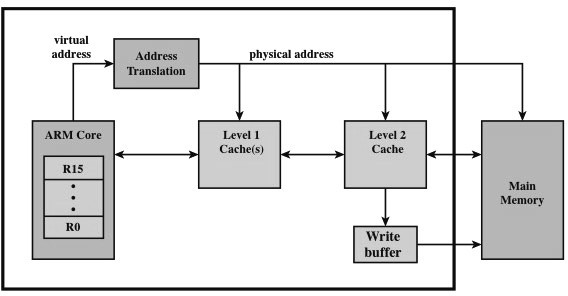 virtual
address
Address
Translation
physical address
ARM Core
R15
R0
Level 1
Cache(s)
Level 2
Cache
Main
Memory
Write
buffer